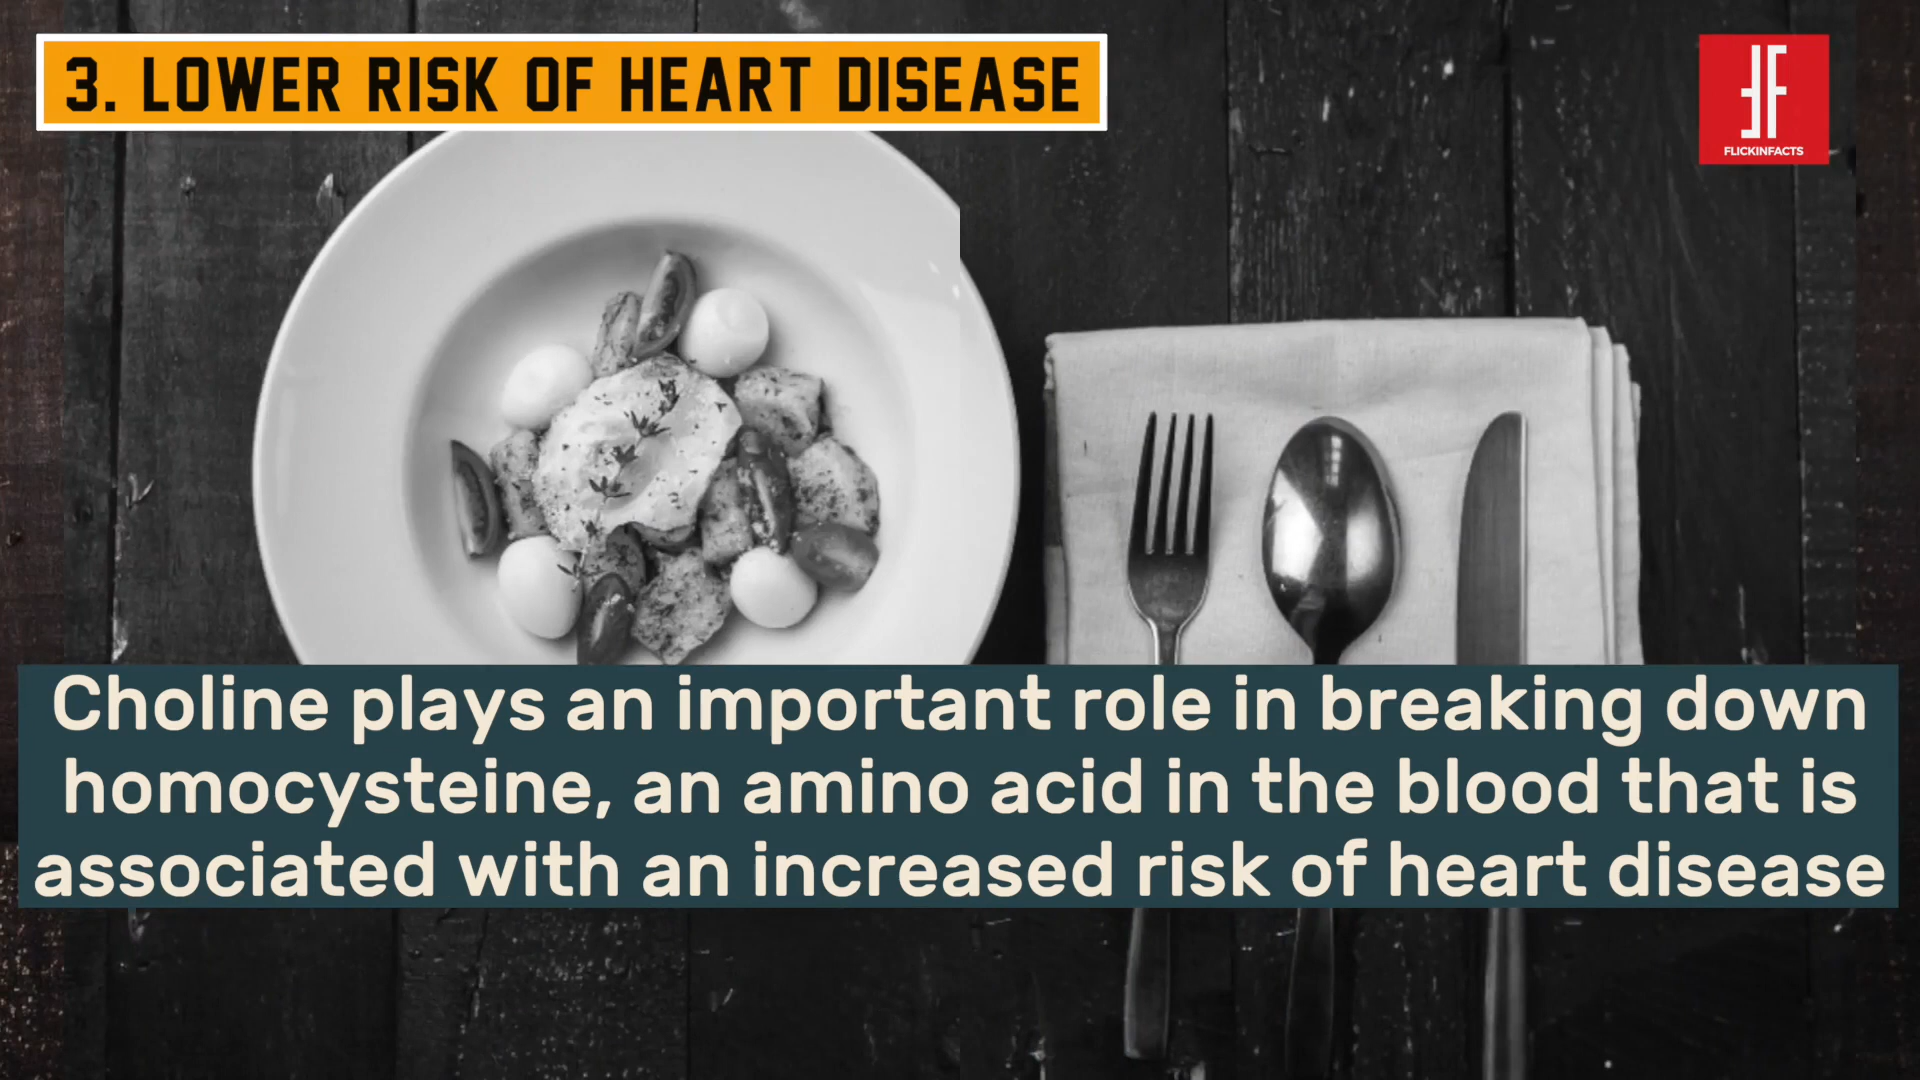 3. LOWER RISK OF HEART DISEASE
FLICKINFACTS
Choline plays an important role in breaking down
homocysteine, an amino acid in the blood that is
associated with an increased risk of heart disease